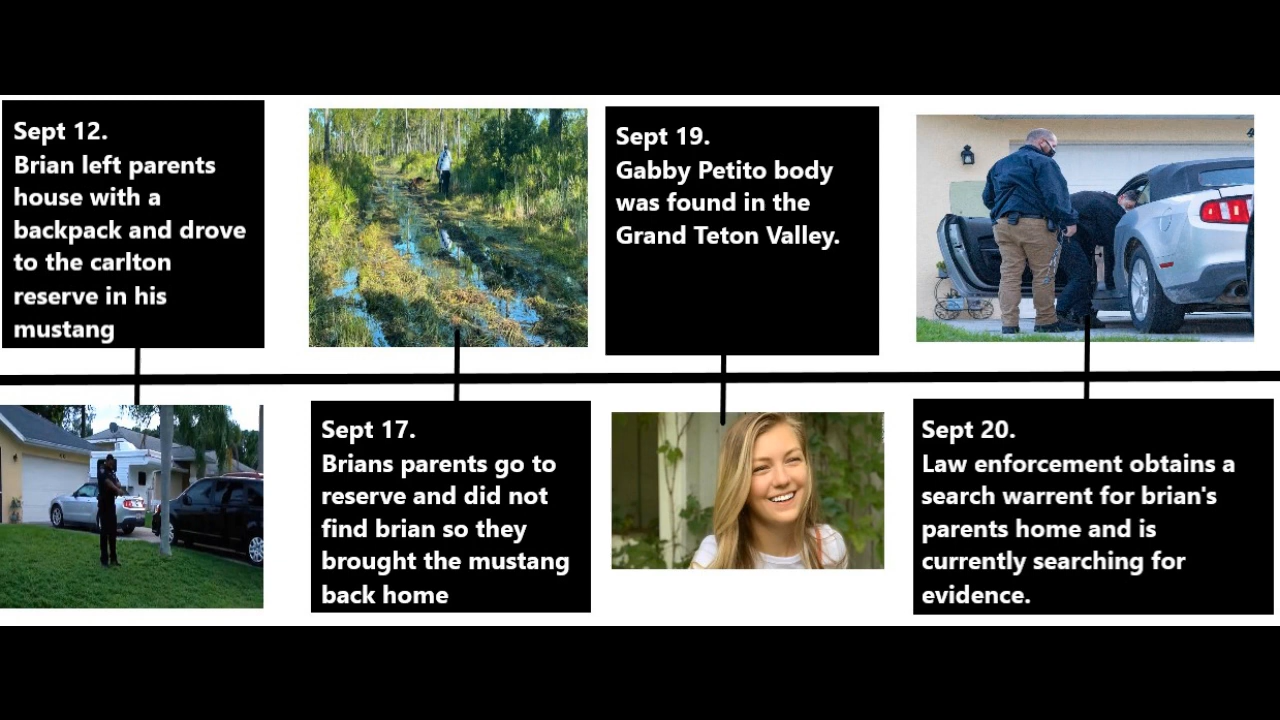 Sept 12.
Brian left parents
house with a
backpack and drove
to the carlton
reserve in his
mustang
Sept 17.
Brians parents go to
reserve and did not
find brian so they
brought the mustang
back home
Sept 19.
Gabby Petito body
was found in the
Grand Teton Valley.
Sept 20.
Law enforcement obtains a
search warrent for brian's
parents home and is
currently searching for
evidence.